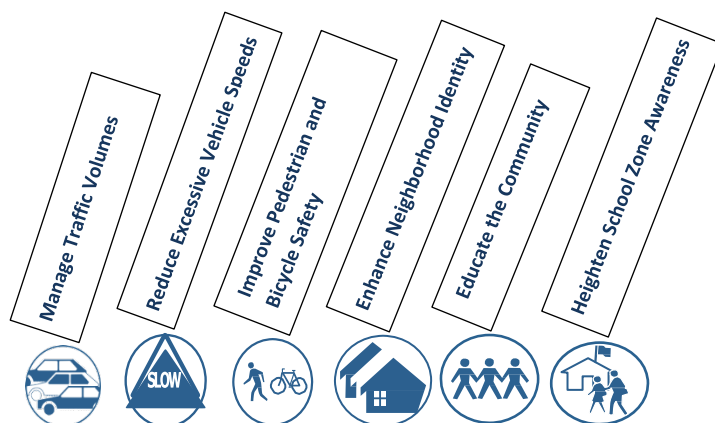 Manage Traffic Volumes
Reduce Excessive Vehicle Speeds
Improve Pedestrian and
Bicycle Safety
Enhance Neighborhood Identity
Educate the Community
Heighten School Zone Awareness
SLOW